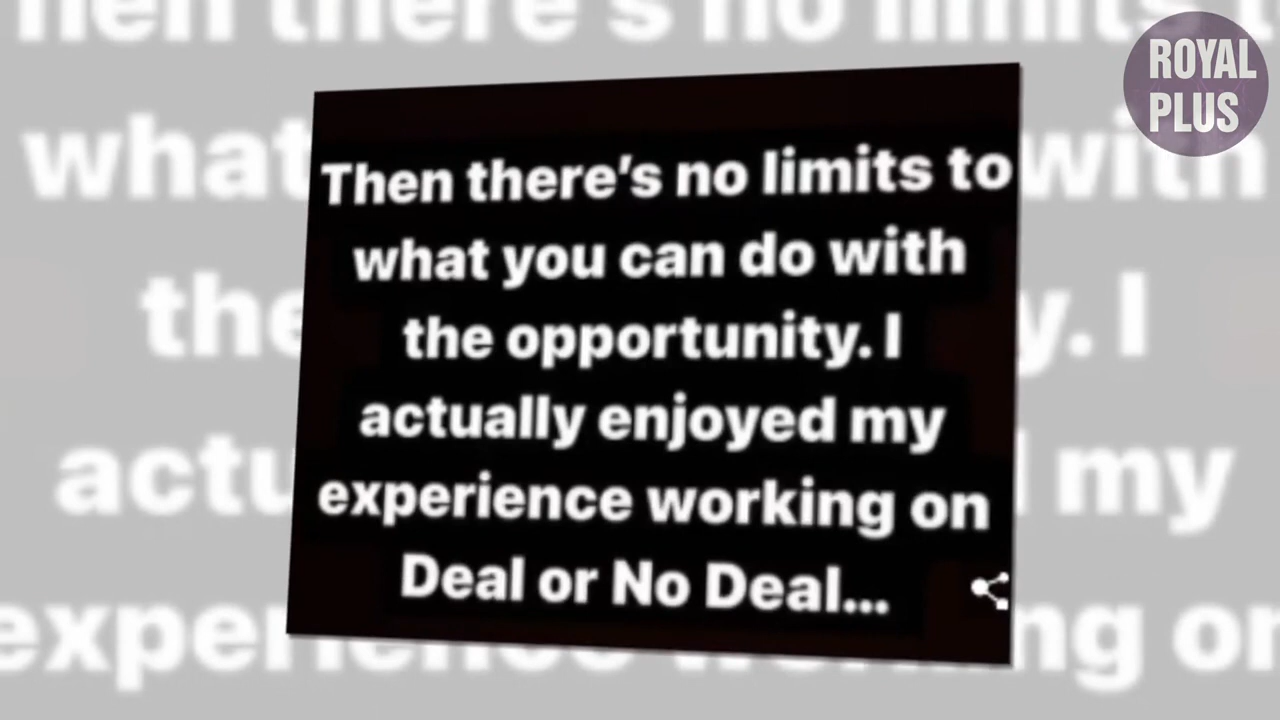 ROYAL
PLUS
Then there's no limits to
what you can do with
the opportunity. I
actually enjoyed my
experience working on
Deal or No Deal...